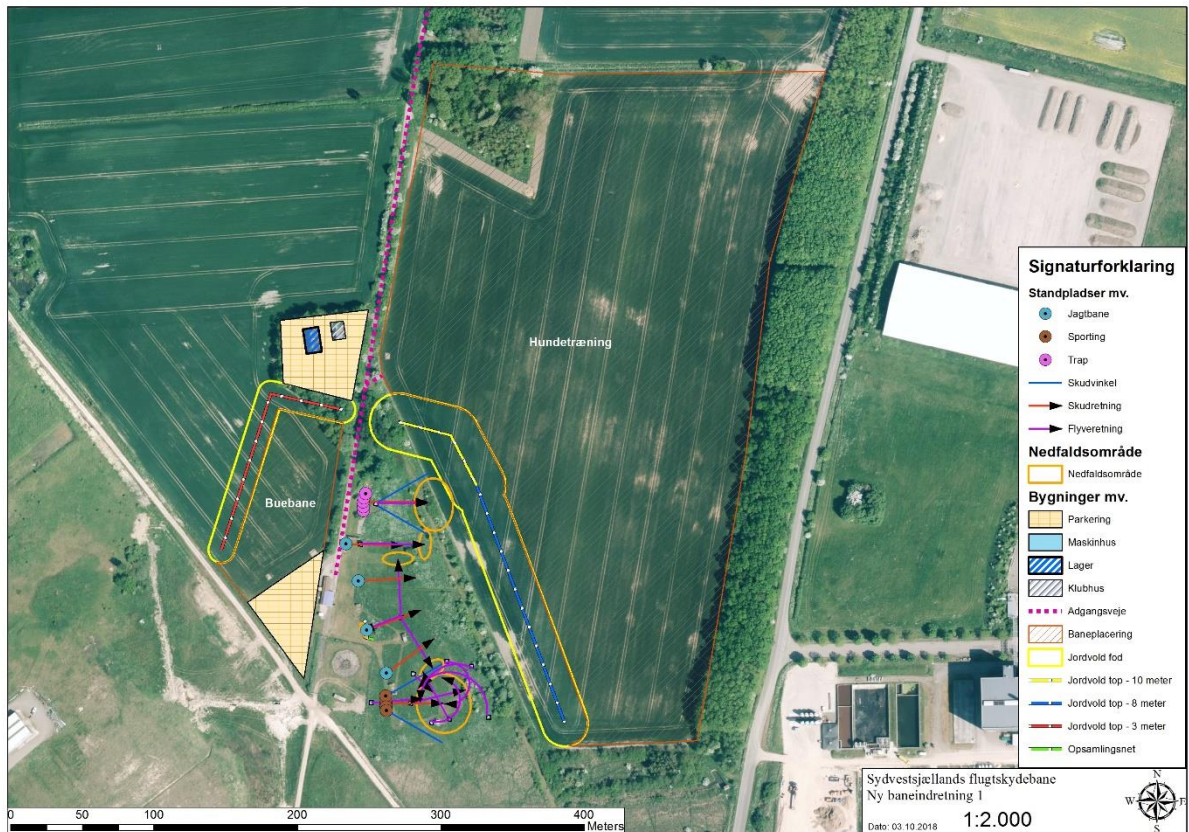 Hundetræning
Buebane
Signaturforklaring
Standpladser mv.
Jagtbane
Sporting
Trap
Skudvinkel
Skudretning
Flyveretning
Nedfaldsområde
Nedfaldsområde
Bygninger mv.
Parkering
Maskinhus
Lager
Klubhus
Adgangsveje
Baneplacering
Jordvold fod
Jordvold top - 10 meter
Jordvold top - 8 meter
Jordvold top - 3 meter
Opsamlingsnet
Sydvestsjællands flugtskydebane
Ny baneindretning 1
Dato: 03.10.2018 1:2.000
N
W E
S
0 50 100 200 300 400
Meters